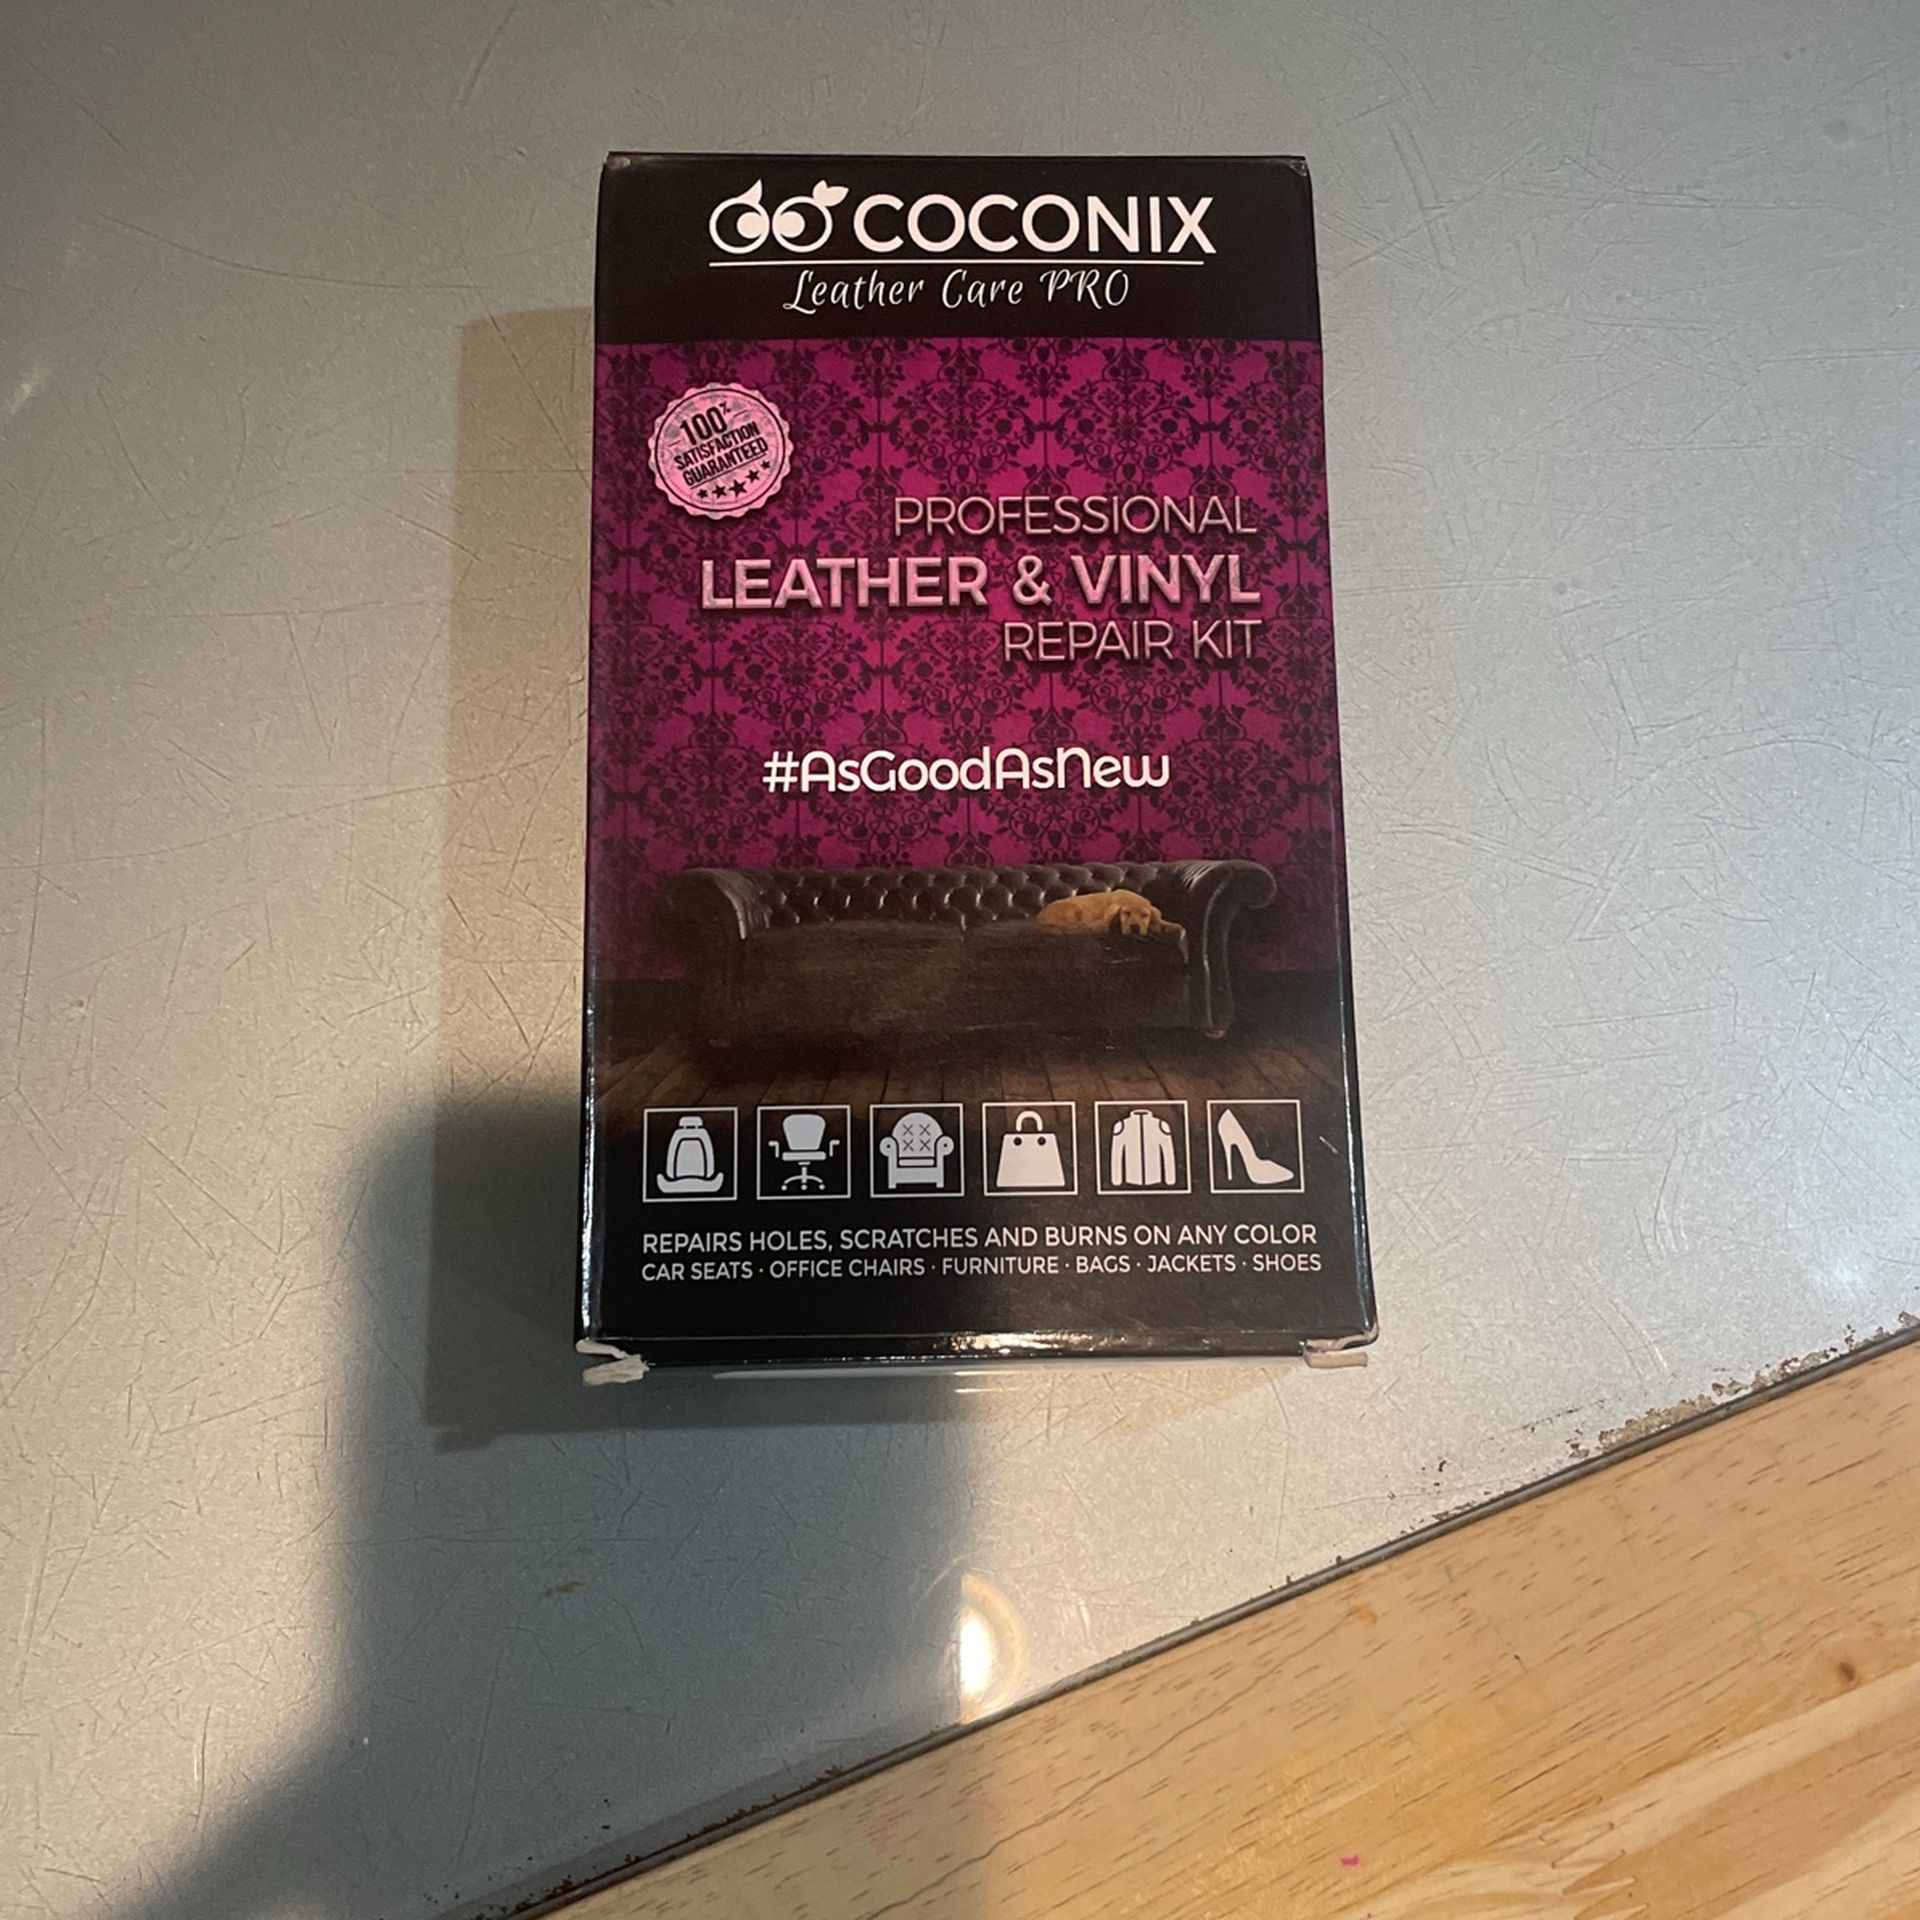 COCONIX
Leather Care PRO
100%
SATISFACTION
GUARANTEED
PROFESSIONAL
LEATHER & VINYL
REPAIR KIT
#AsGoodAsNew
REPAIRS HOLES, SCRATCHES AND BURNS ON ANY COLOR
CAR SEATS · OFFICE CHAIRS · FURNITURE · BAGS · JACKETS · SHOES